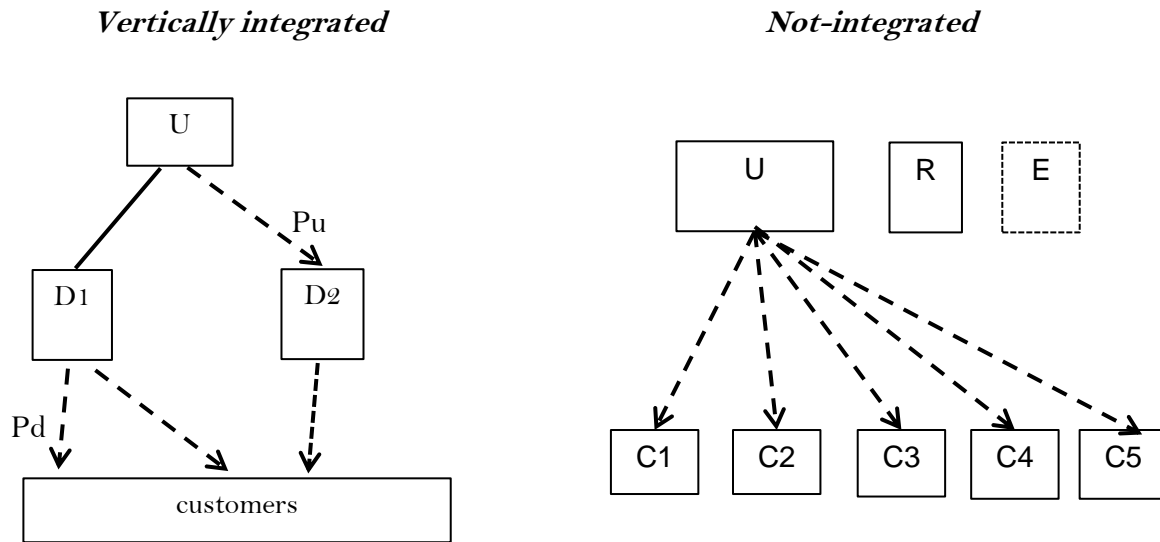 Vertically integrated
Not-integrated
U
U
R
E
Pu
D1
D2
Pd
C1
C2
C3
C4
C5
customers